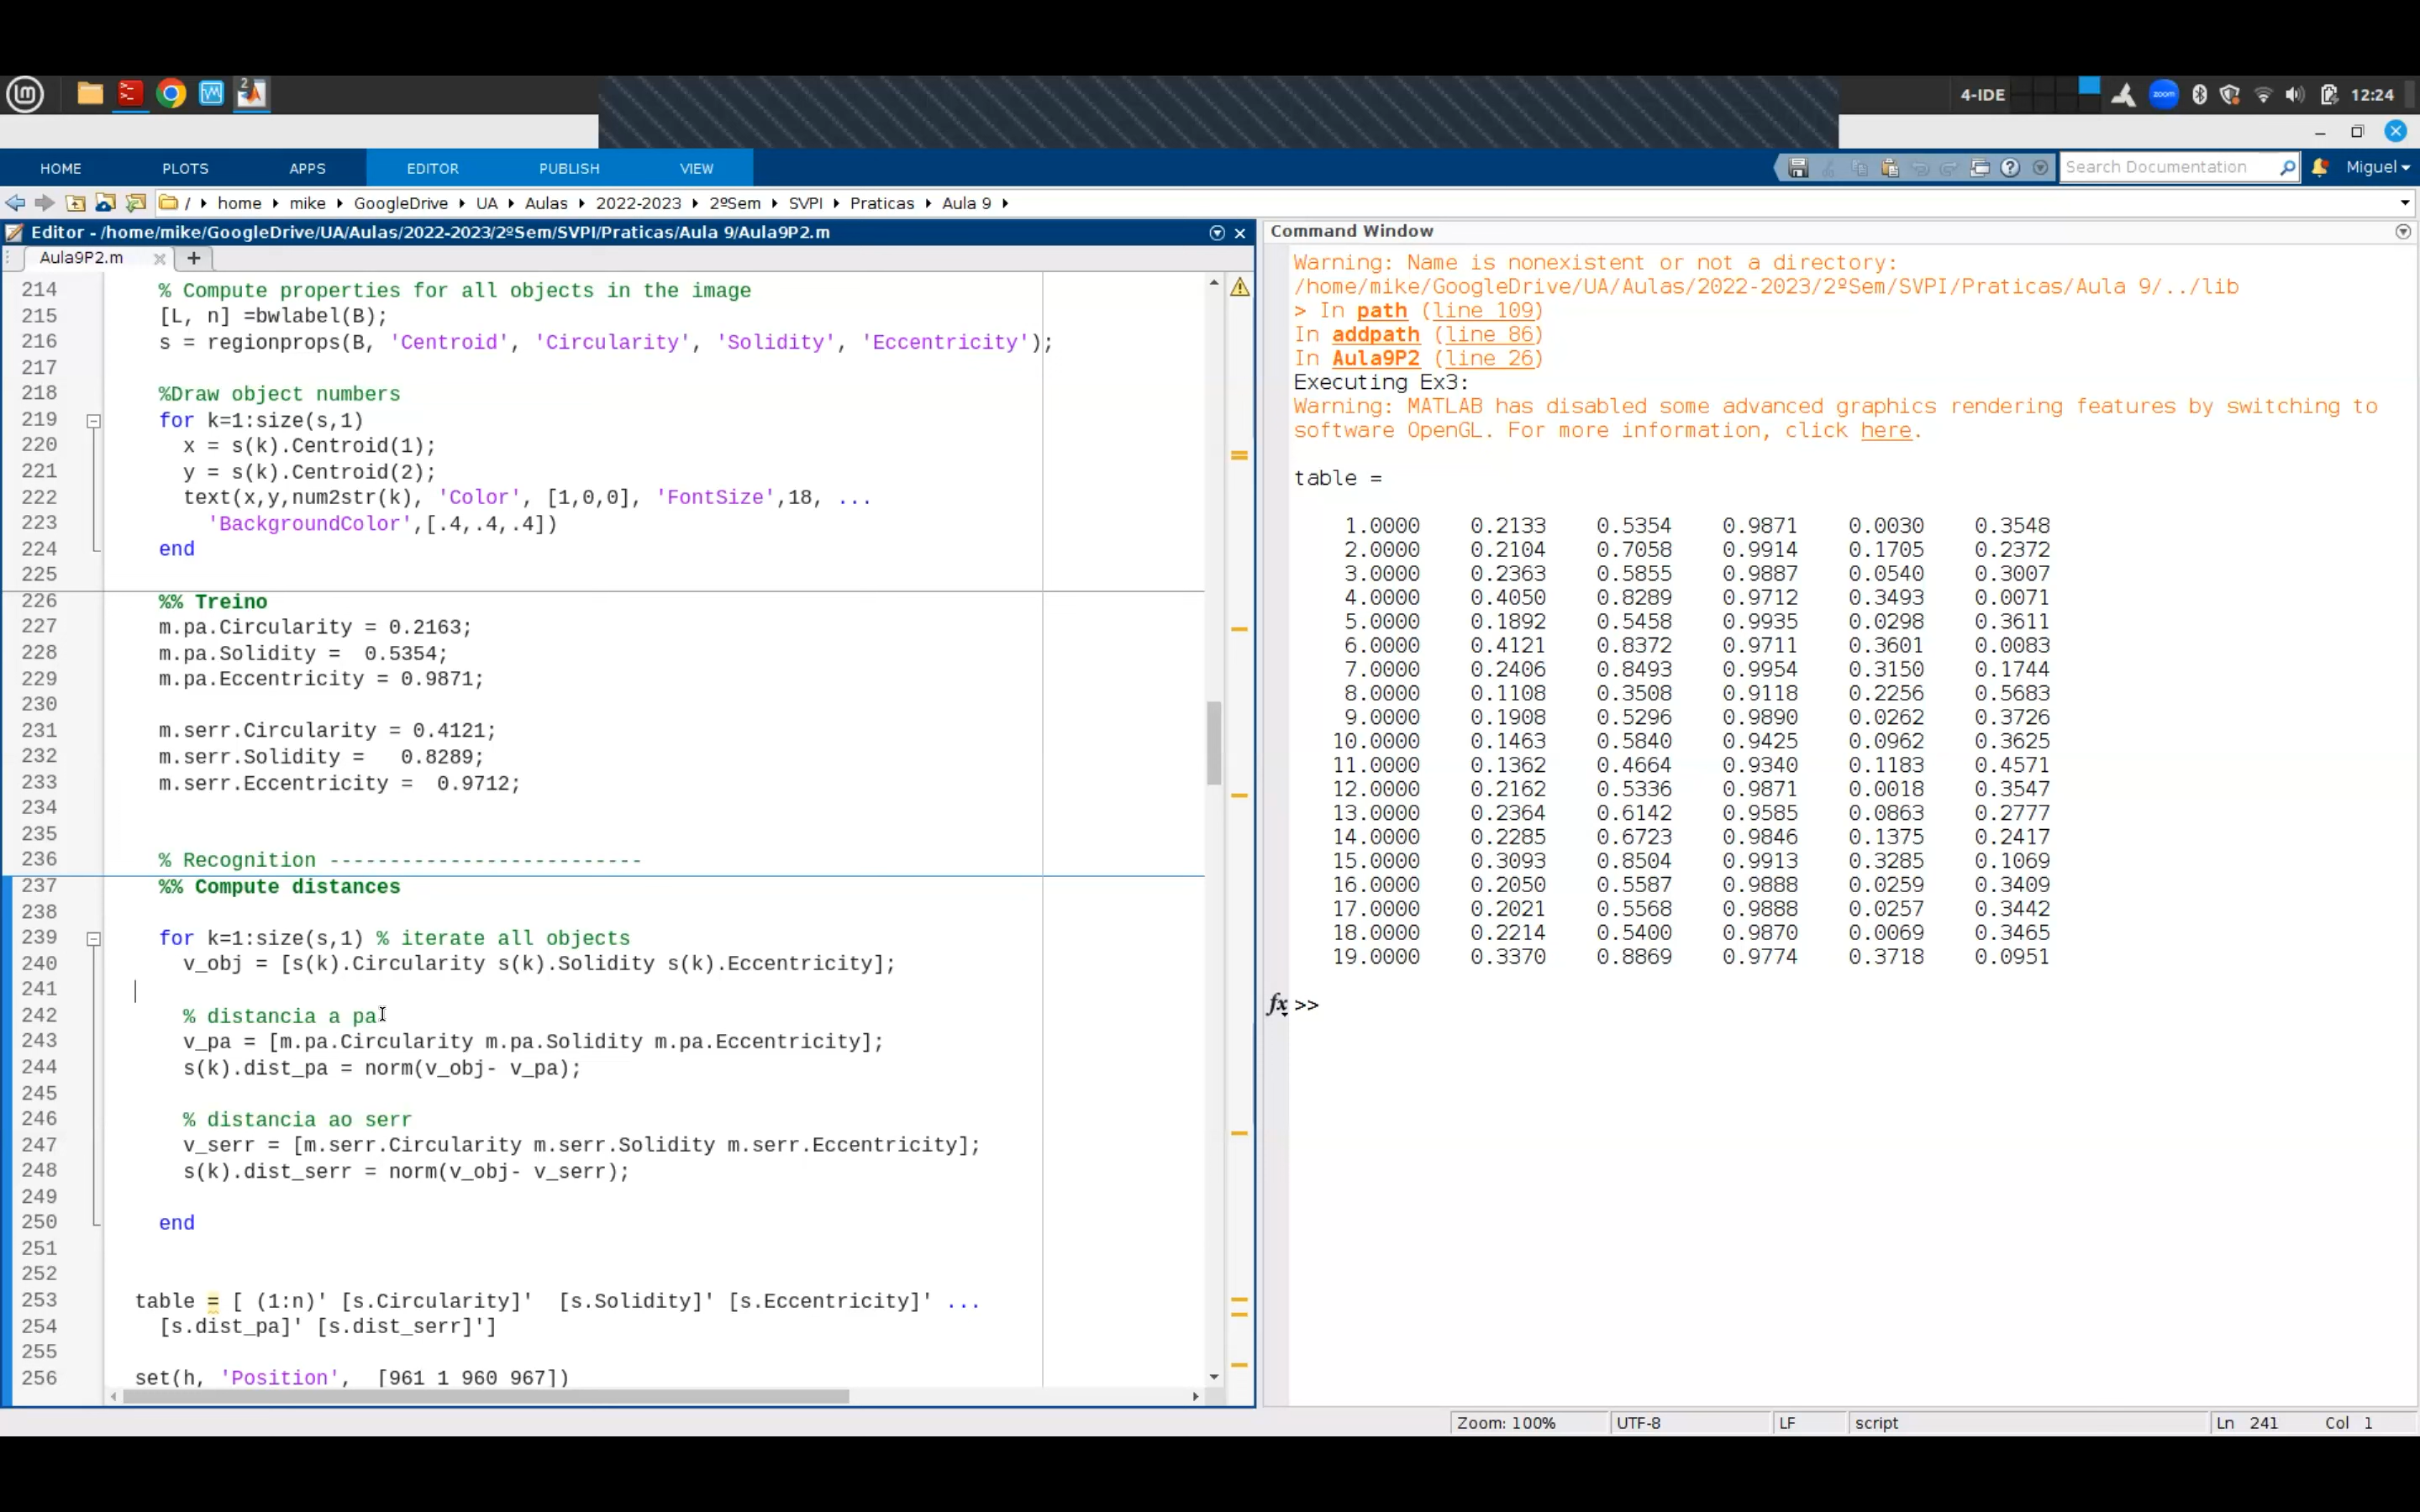 4-IDE
zoom
12:24
HOME PLOTS APPS EDITOR PUBLISH VIEW
Search Documentation
Miguel
/ home mike GoogleDrive UA Aulas 2022-2023 2ºSem SVPI Praticas Aula 9
Editor - /home/mike/GoogleDrive/UA/Aulas/2022-2023/2ºSem/SVPI/Praticas/Aula 9/Aula9P2.m
Aula9P2.m
214 % Compute properties for all objects in the image
215 [L, n] =bwlabel(B);
216 s = regionprops(B, 'Centroid', 'Circularity', 'Solidity', 'Eccentricity');
217
218 %Draw object numbers
219 for k=1:size(s,1)
220 x = s(k).Centroid(1);
221 y = s(k).Centroid(2);
222 text(x,y,num2str(k), 'Color', [1,0,0], 'FontSize',18, ...
223 'BackgroundColor',[.4,.4,.4])
224 end
225
226 %% Treino
227 m.pa.Circularity = 0.2163;
228 m.pa.Solidity = 0.5354;
229 m.pa.Eccentricity = 0.9871;
230
231 m.serr.Circularity = 0.4121;
232 m.serr.Solidity = 0.8289;
233 m.serr.Eccentricity = 0.9712;
234
235
236 % Recognition --------------------------
237 %% Compute distances
238
239 for k=1:size(s,1) % iterate all objects
240 v_obj = [s(k).Circularity s(k).Solidity s(k).Eccentricity];
241
242 % distancia a pa
243 v_pa = [m.pa.Circularity m.pa.Solidity m.pa.Eccentricity];
244 s(k).dist_pa = norm(v_obj- v_pa);
245
246 % distancia ao serr
247 v_serr = [m.serr.Circularity m.serr.Solidity m.serr.Eccentricity];
248 s(k).dist_serr = norm(v_obj- v_serr);
249
250 end
251
252
253 table = [ (1:n)' [s.Circularity]' [s.Solidity]' [s.Eccentricity]' ...
254 [s.dist_pa]' [s.dist_serr]']
255
256 set(h, 'Position', [961 1 960 967])
Command Window
Warning: Name is nonexistent or not a directory:
/home/mike/GoogleDrive/UA/Aulas/2022-2023/2ºSem/SVPI/Praticas/Aula 9/../lib
> In path (line 109)
In addpath (line 86)
In Aula9P2 (line 26)
Executing Ex3:
Warning: MATLAB has disabled some advanced graphics rendering features by switching to
software OpenGL. For more information, click here.
table =
1.0000 0.2133 0.5354 0.9871 0.0030 0.3548
2.0000 0.2104 0.7058 0.9914 0.1705 0.2372
3.0000 0.2363 0.5855 0.9887 0.0540 0.3007
4.0000 0.4050 0.8289 0.9712 0.3493 0.0071
5.0000 0.1892 0.5458 0.9935 0.0298 0.3611
6.0000 0.4121 0.8372 0.9711 0.3601 0.0083
7.0000 0.2406 0.8493 0.9954 0.3150 0.1744
8.0000 0.1108 0.3508 0.9118 0.2256 0.5683
9.0000 0.1908 0.5296 0.9890 0.0262 0.3726
10.0000 0.1463 0.5840 0.9425 0.0962 0.3625
11.0000 0.1362 0.4664 0.9340 0.1183 0.4571
12.0000 0.2162 0.5336 0.9871 0.0018 0.3547
13.0000 0.2364 0.6142 0.9585 0.0863 0.2777
14.0000 0.2285 0.6723 0.9846 0.1375 0.2417
15.0000 0.3093 0.8504 0.9913 0.3285 0.1069
16.0000 0.2050 0.5587 0.9888 0.0259 0.3409
17.0000 0.2021 0.5568 0.9888 0.0257 0.3442
18.0000 0.2214 0.5400 0.9870 0.0069 0.3465
19.0000 0.3370 0.8869 0.9774 0.3718 0.0951
fx >>
Zoom: 100% UTF-8 LF script Ln 241 Col 1